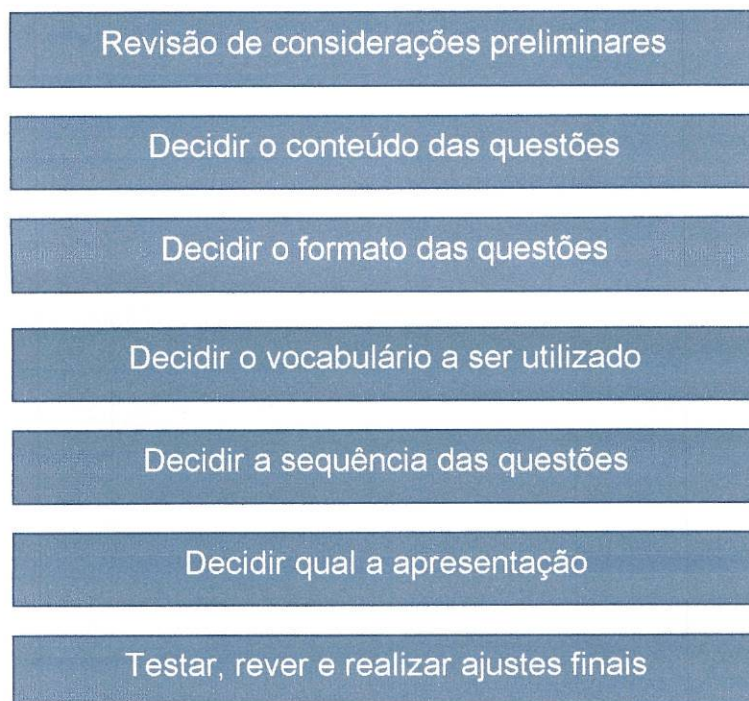 Revisão de considerações preliminares
Decidir o conteúdo das questões
Decidir o formato das questões
Decidir o vocabulário a ser utilizado
Decidir a sequência das questões
Decidir qual a apresentação
Testar, rever e realizar ajustes finais